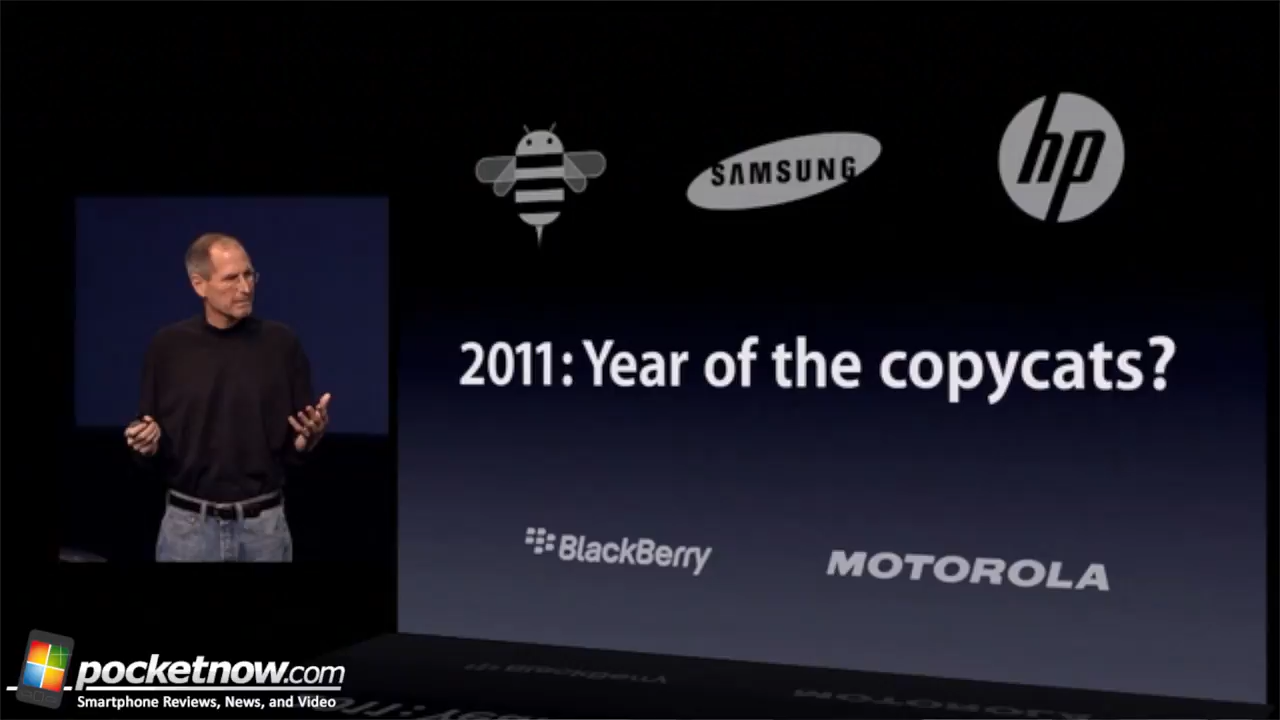 SAMSUNG
hp
2011: Year of the copycats?
BlackBerry
MOTOROLA
pocketnow.com
Smartphone Reviews, News, and Video